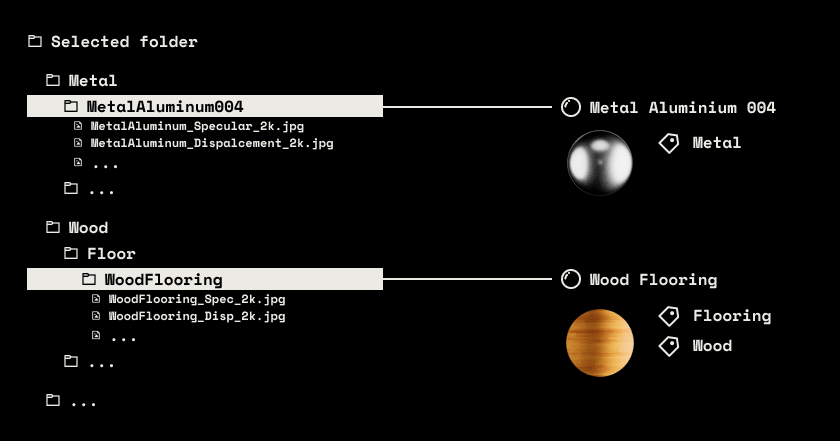 Selected folder
Metal
MetalAluminum004
Metal Aluminium 004
MetalAluminum_Specular_2k.jpg
MetalAluminum_Dispalcement_2k.jpg
Metal
...
...
Wood
Floor
WoodFlooring
Wood Flooring
WoodFlooring_Spec_2k.jpg
WoodFlooring_Disp_2k.jpg
Flooring
...
Wood
...
...